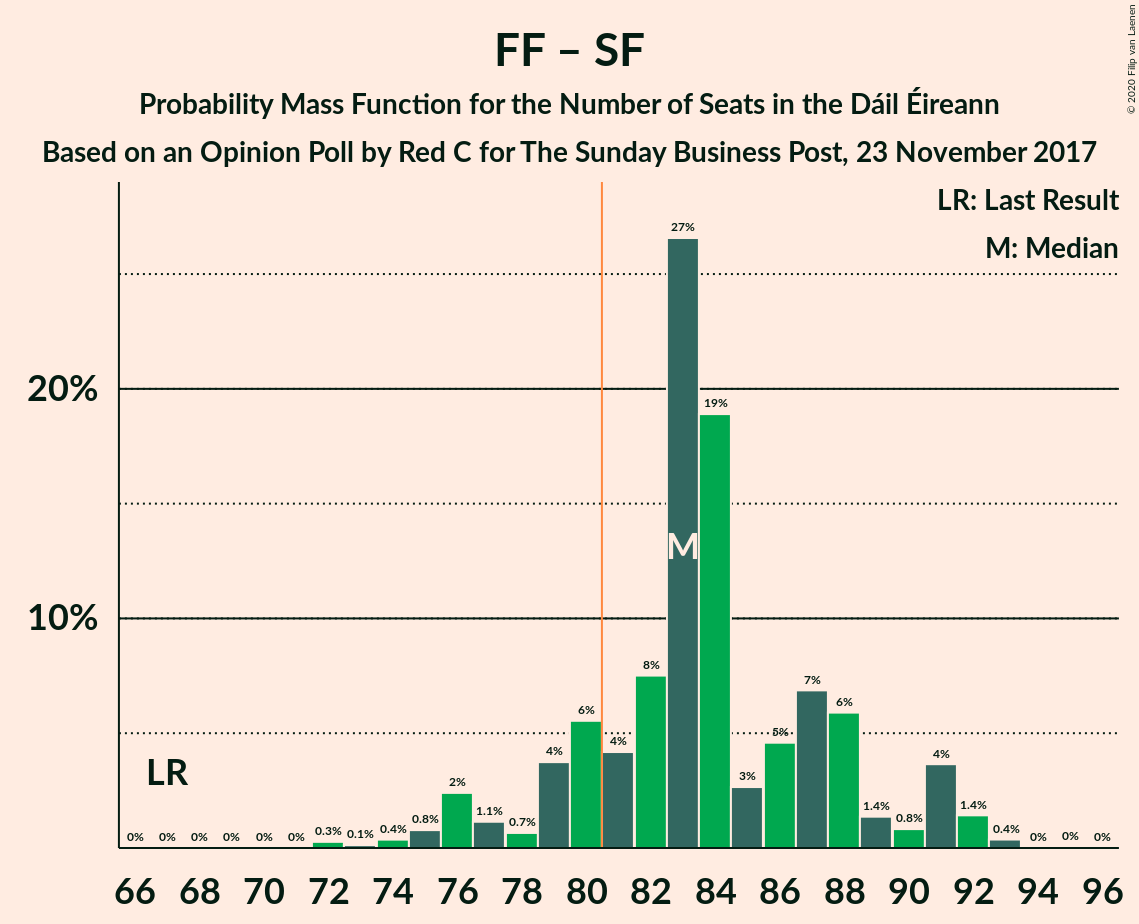 FF – SF
Probability Mass Function for the Number of Seats in the Dáil Éireann
Based on an Opinion Poll by Red C for The Sunday Business Post, 23 November 2017
© 2020 Filip van Laenen
LR: Last Result
M: Median
27%
20%
19%
M
10%
8%
7%
6%
6%
5%
4%
4%
4%
3%
LR
2%
1.4%
1.4%
1.1%
0.8%
0.8%
0.7%
0.4%
0.4%
0.3%
0.1%
0% 0% 0% 0% 0% 0% 0% 0% 0%
66 68 70 72 74 76 78 80 82 84 86 88 90 92 94 96